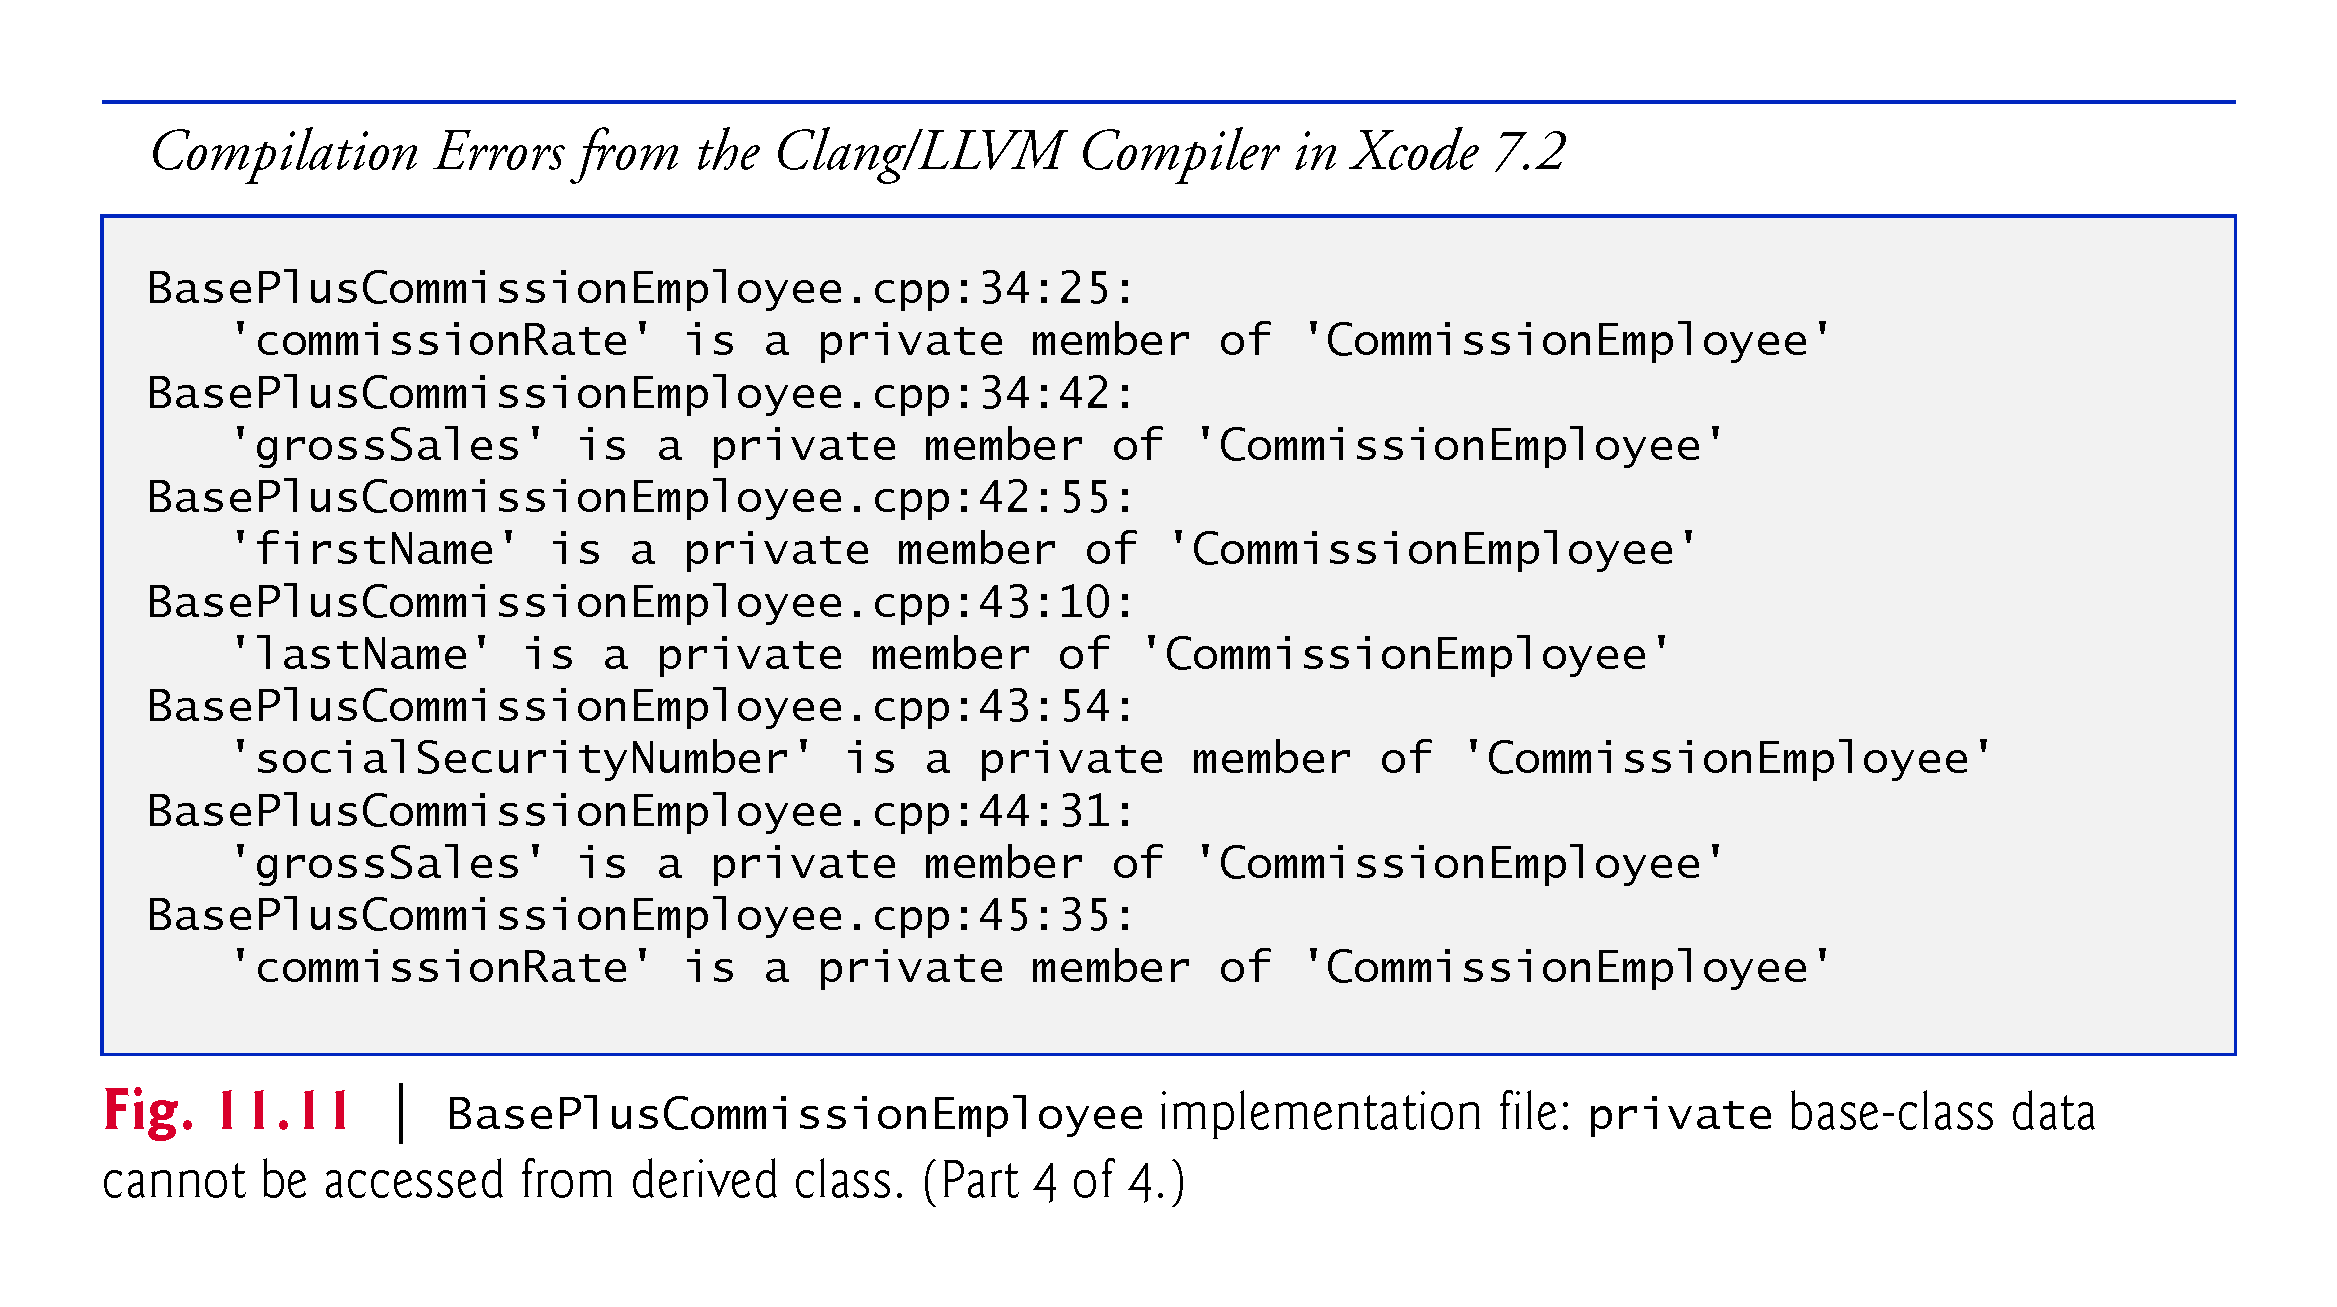 Compilation Errors from the Clang/LLVM Compiler in Xcode 7.2
BasePlusCommissionEmployee.cpp:34:25:
   'commissionRate' is a private member of 'CommissionEmployee'
BasePlusCommissionEmployee.cpp:34:42:
   'grossSales' is a private member of 'CommissionEmployee'
BasePlusCommissionEmployee.cpp:42:55:
   'firstName' is a private member of 'CommissionEmployee'
BasePlusCommissionEmployee.cpp:43:10:
   'lastName' is a private member of 'CommissionEmployee'
BasePlusCommissionEmployee.cpp:43:54:
   'socialSecurityNumber' is a private member of 'CommissionEmployee'
BasePlusCommissionEmployee.cpp:44:31:
   'grossSales' is a private member of 'CommissionEmployee'
BasePlusCommissionEmployee.cpp:45:35:
   'commissionRate' is a private member of 'CommissionEmployee'
Fig. 11.11 | BasePlusCommissionEmployee implementation file: private base-class data
cannot be accessed from derived class. (Part 4 of 4.)